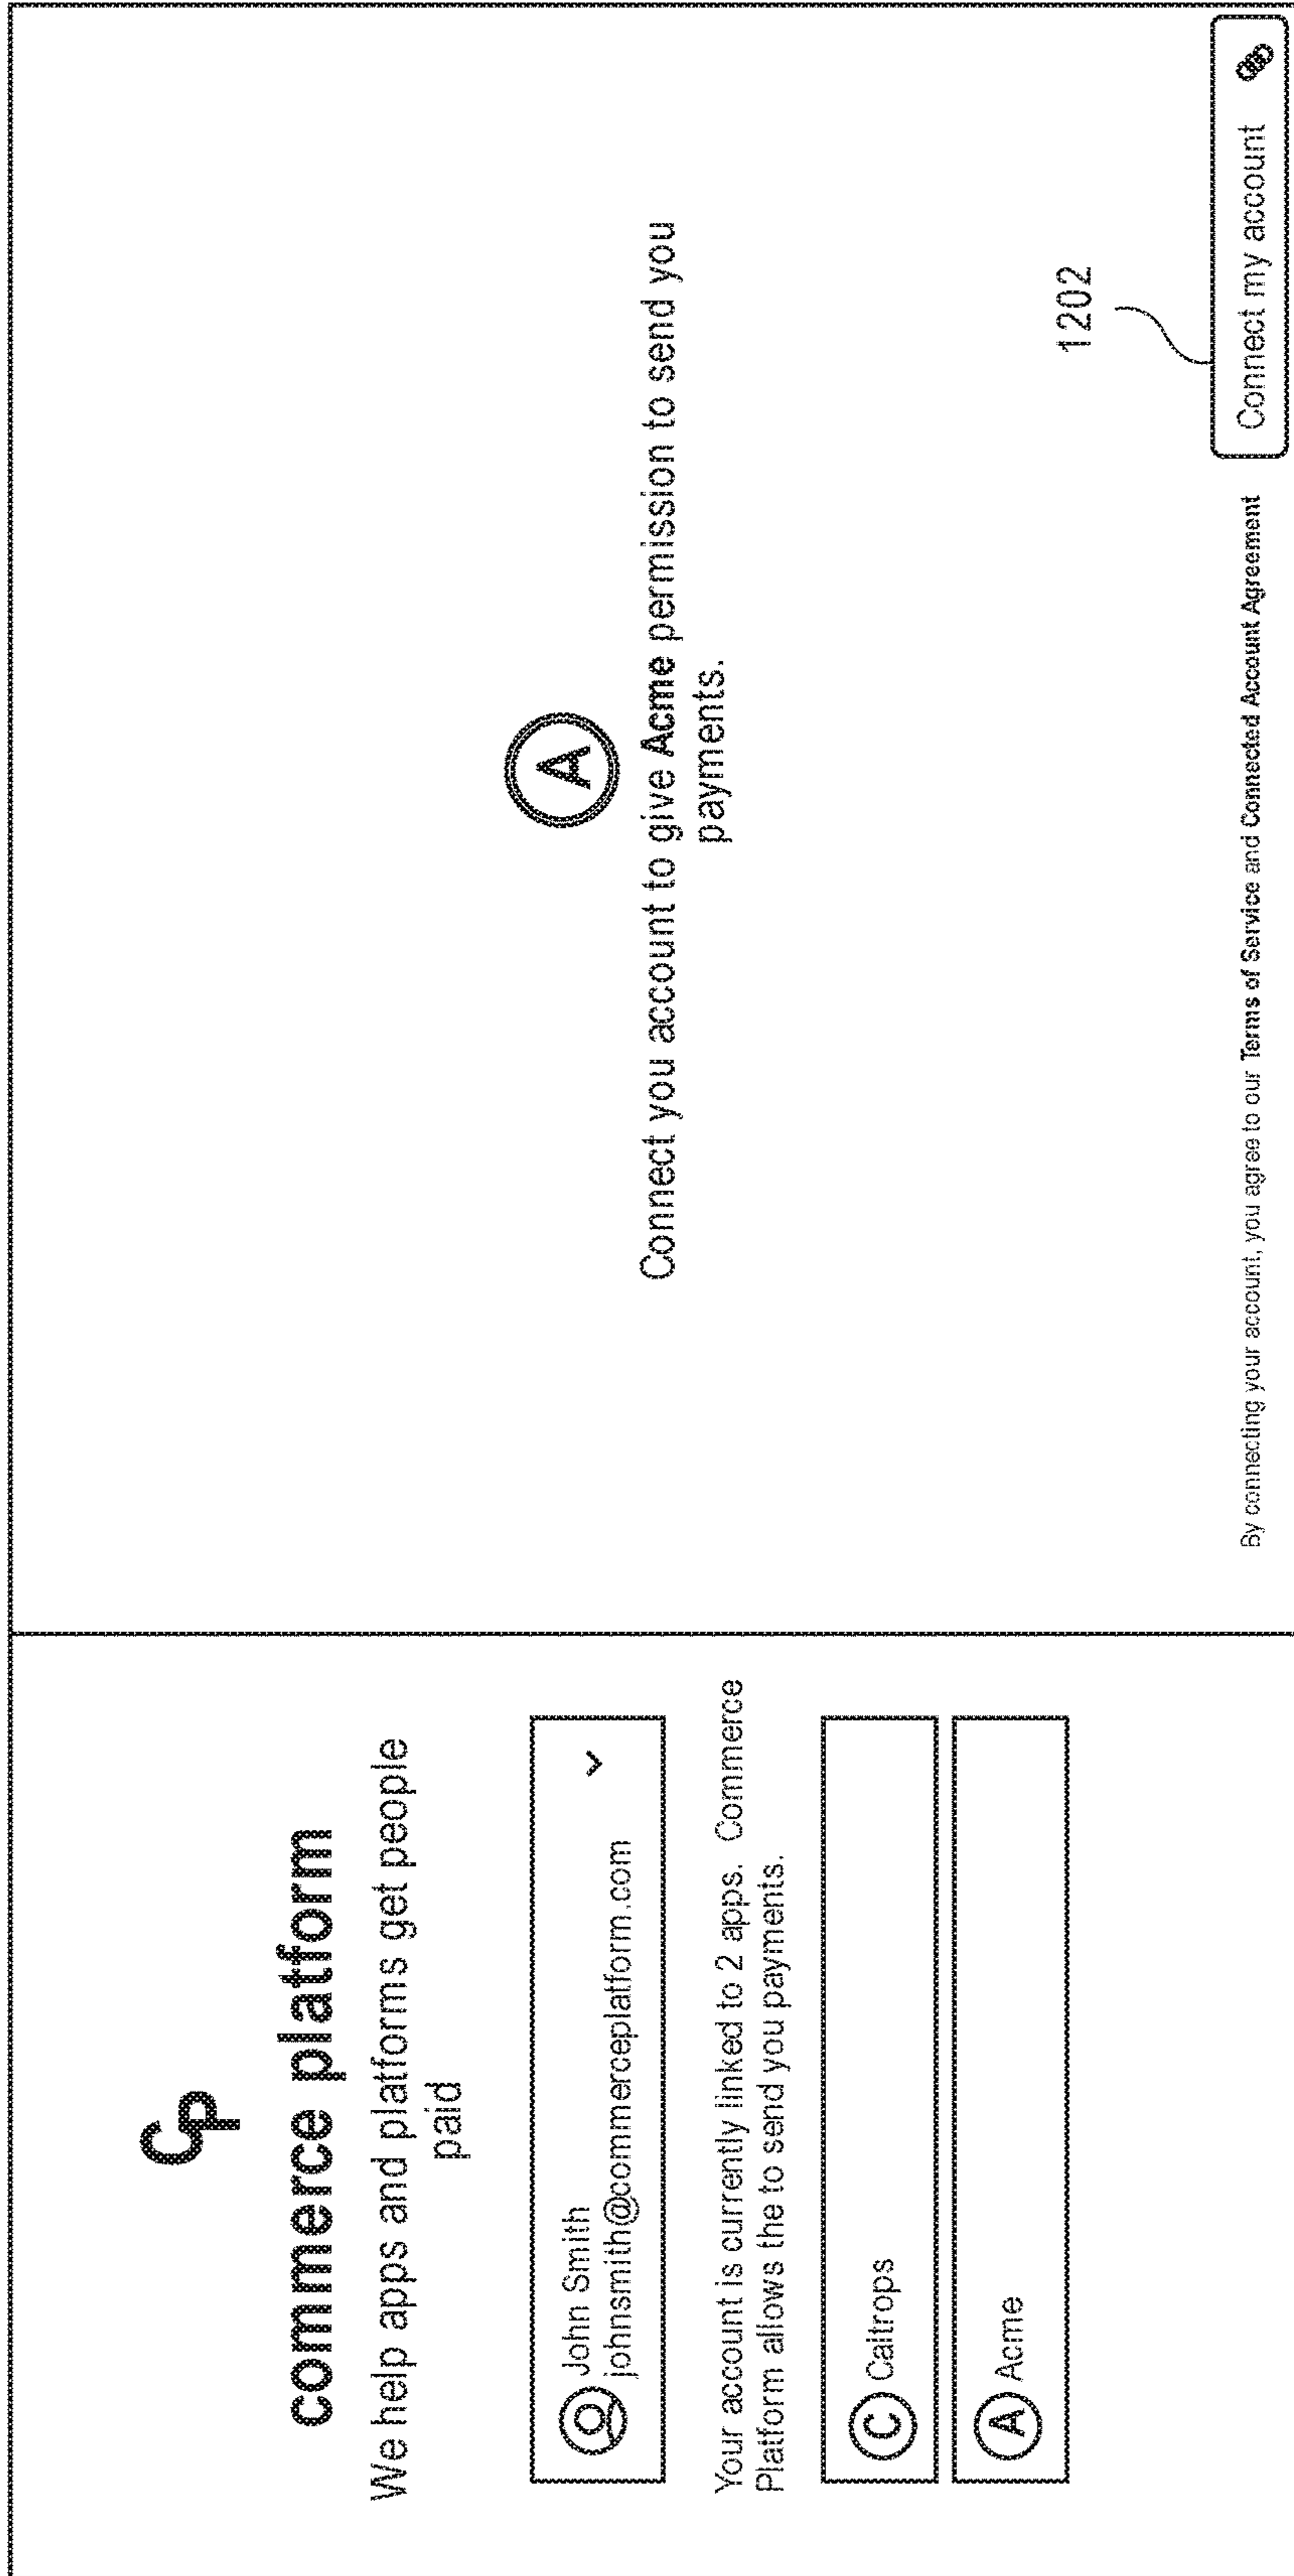 CP
commerce platform
We help apps and platforms get people
paid
John Smith
johnsmith@commerceplatform.com
Your account is currently linked to 2 apps. Commerce
Platform allows the to send you payments.
C Caltrops
A Acme
A
Connect you account to give Acme permission to send you
payments.
1202
By connecting your account, you agree to our Terms of Service and Connected Account Agreement
Connect my account